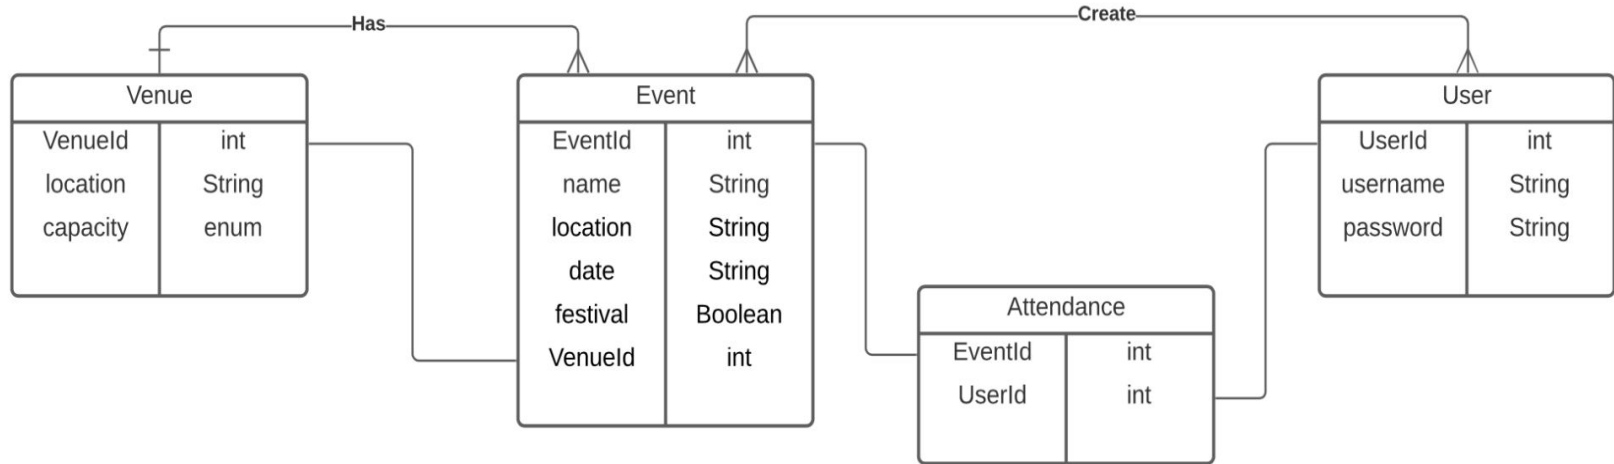 Has
Create
Venue
VenueId int
location String
capacity enum
Event
EventId int
name String
location String
date String
festival Boolean
VenueId int
User
UserId int
username String
password String
Attendance
EventId int
UserId int